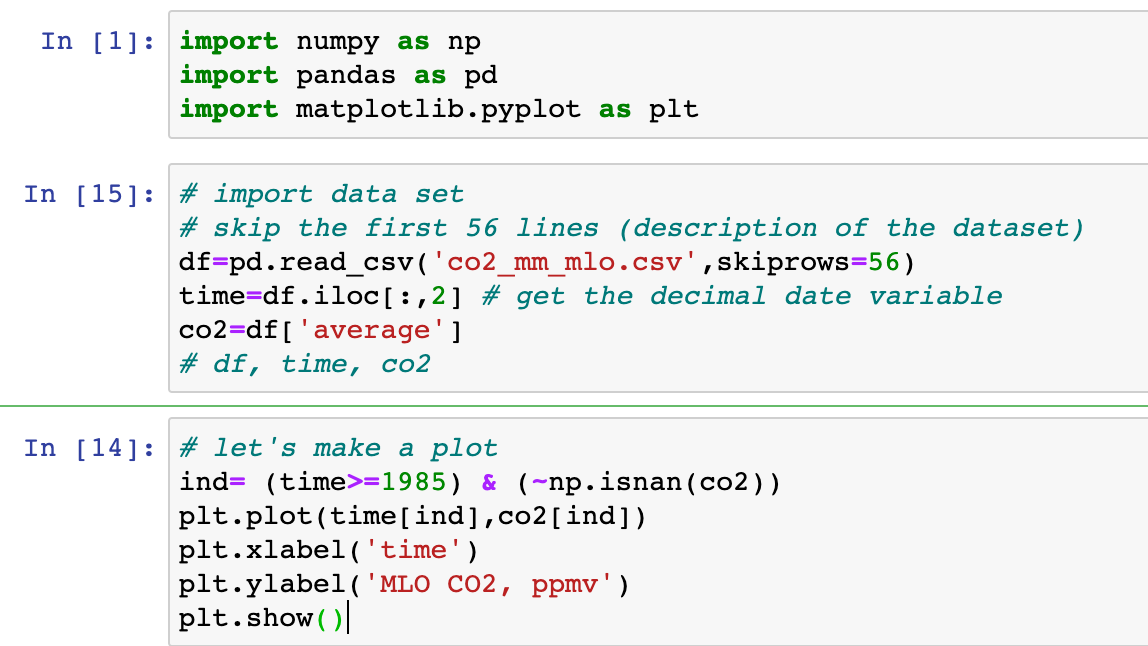 In [1]:
import numpy as np
import pandas as pd
import matplotlib.pyplot as plt
In [15]:
# import data set
# skip the first 56 lines (description of the dataset)
df=pd.read_csv('co2_mm_mlo.csv',skiprows=56)
time=df.iloc[:,2] # get the decimal date variable
co2=df['average']
# df, time, co2
In [14]:
# let's make a plot
ind= (time>=1985) & (~np.isnan(co2))
plt.plot(time[ind],co2[ind])
plt.xlabel('time')
plt.ylabel('MLO CO2, ppmv')
plt.show()